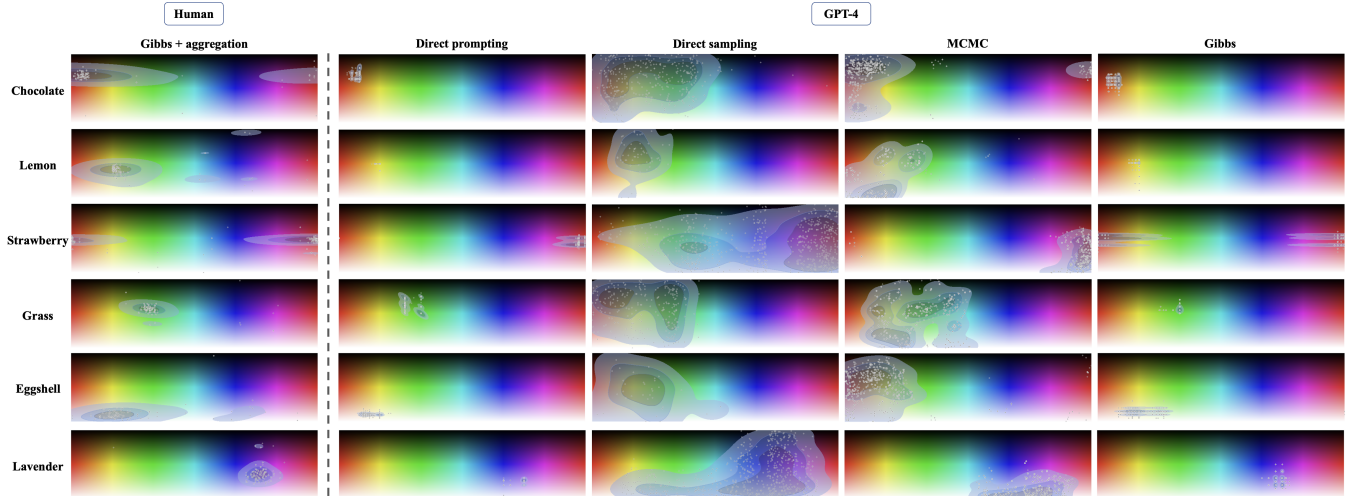 Human
GPT-4
Gibbs + aggregation
Direct prompting
Direct sampling
MCMC
Gibbs
Chocolate
Lemon
Strawberry
Grass
Eggshell
Lavender